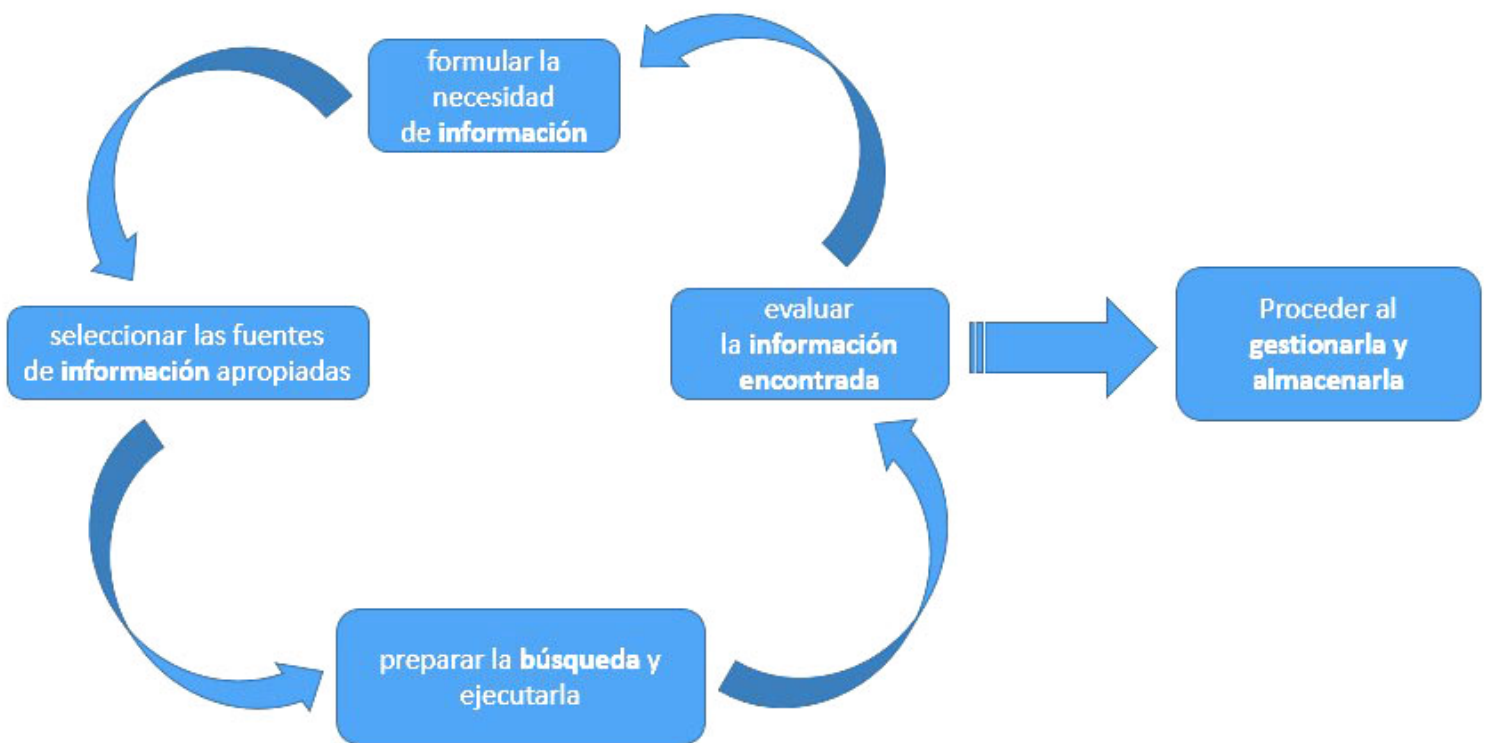 formular la
necesidad
de información
seleccionar las fuentes
de información apropiadas
preparar la búsqueda y
ejecutarla
evaluar
la información
encontrada
Proceder al
gestionarla y
almacenarla